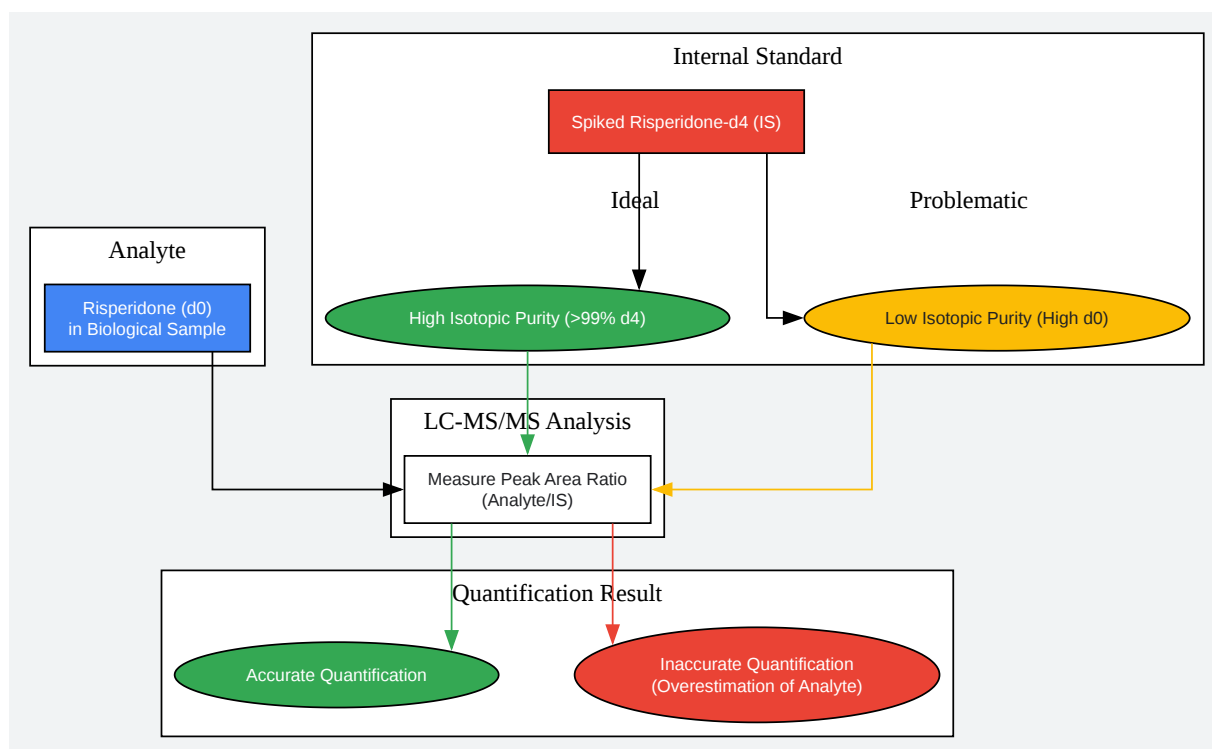 Internal Standard
Spiked Risperidone-d4 (IS)
Ideal
Problematic
Analyte
Risperidone (d0)
in Biological Sample
High Isotopic Purity (>99% d4)
Low Isotopic Purity (High d0)
LC-MS/MS Analysis
Measure Peak Area Ratio
(Analyte/IS)
Quantification Result
Accurate Quantification
Inaccurate Quantification
(Overestimation of Analyte)